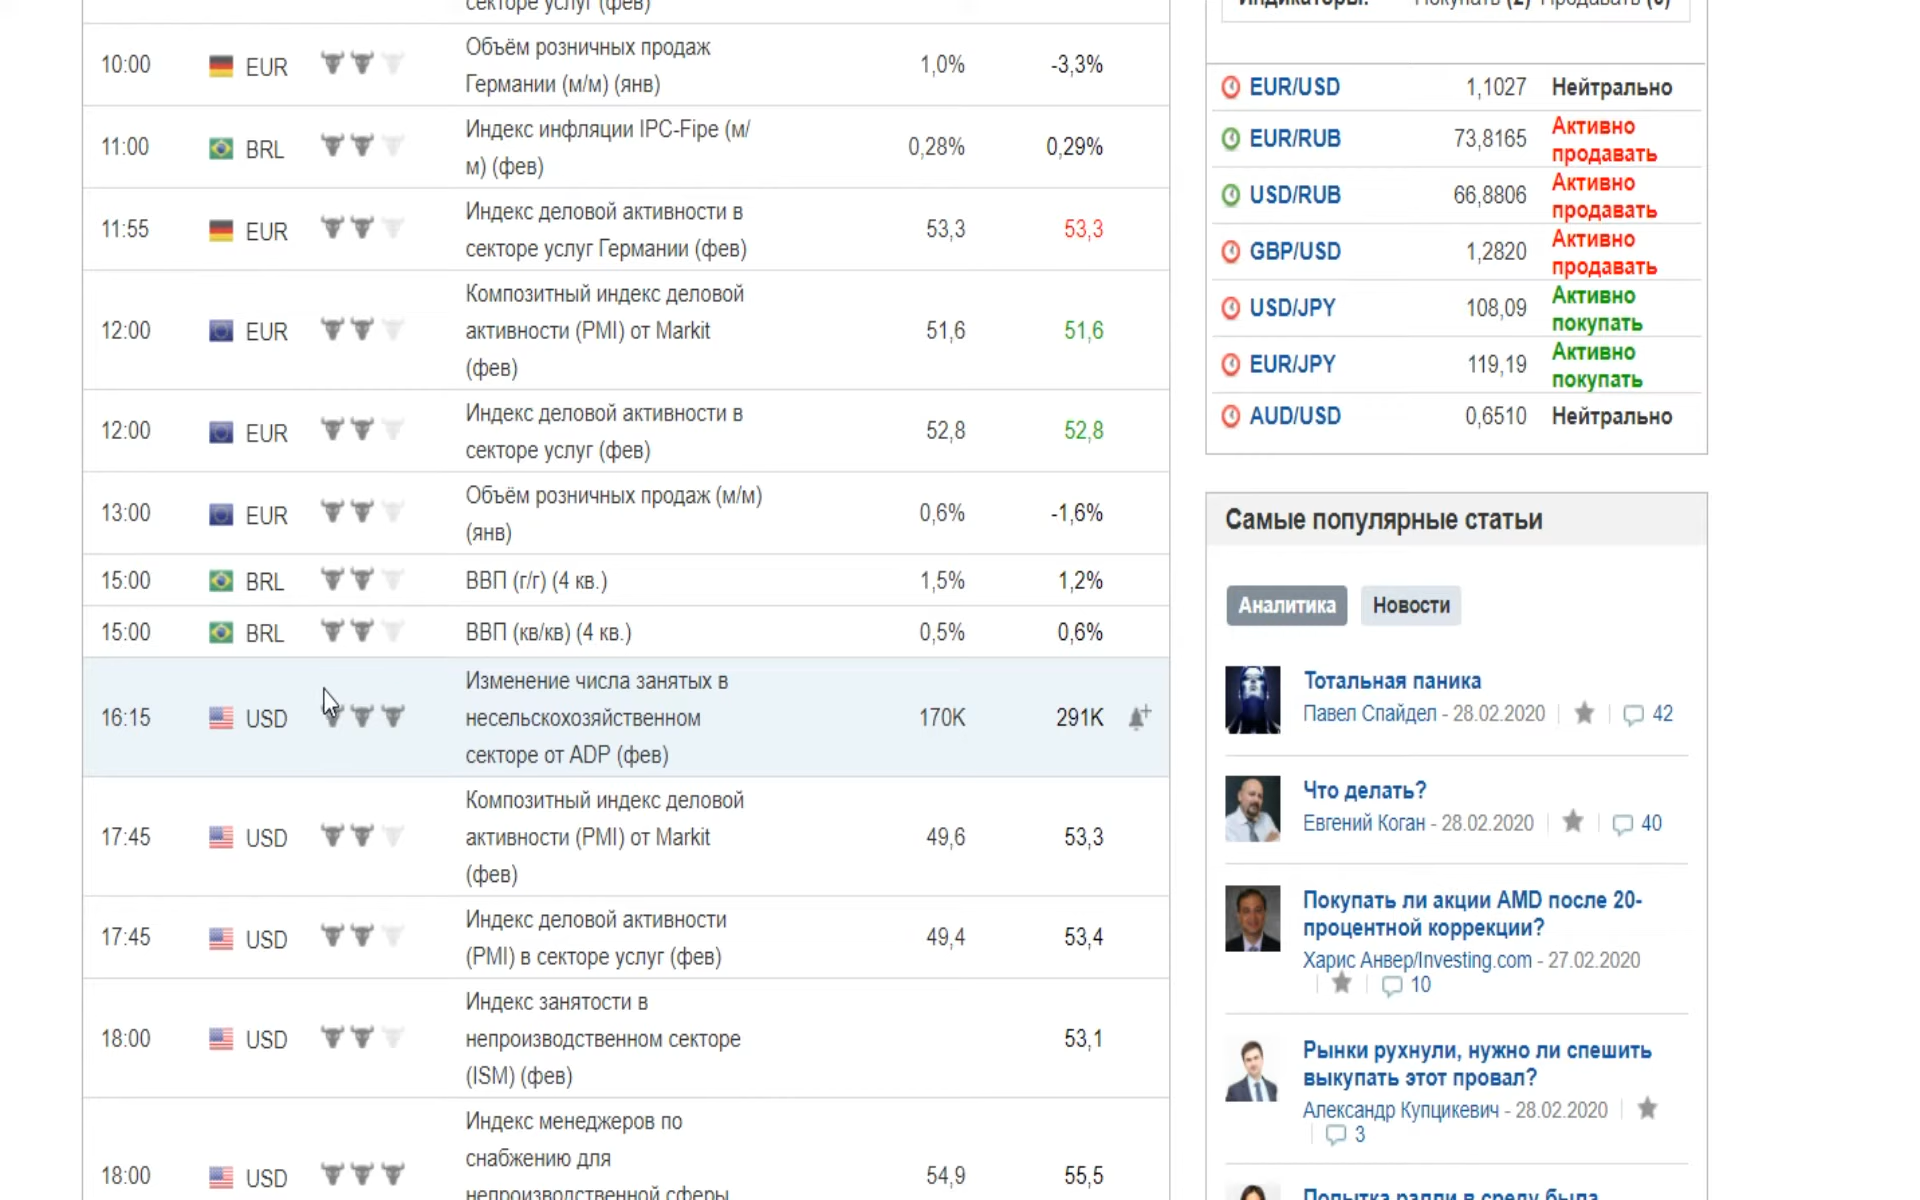 секторе услуг (фев)
10:00 EUR Объём розничных продаж 1,0% -3,3%
Германии (м/м) (янв)
11:00 BRL Индекс инфляции IPC-Fipe (м/ 0,28% 0,29%
м) (фев)
11:55 EUR Индекс деловой активности в 53,3 53,3
секторе услуг Германии (фев)
Композитный индекс деловой
12:00 EUR активности (PMI) от Markit 51,6 51,6
(фев)
12:00 EUR Индекс деловой активности в 52,8 52,8
секторе услуг (фев)
13:00 EUR Объём розничных продаж (м/м) 0,6% -1,6%
(янв)
15:00 BRL ВВП (г/г) (4 кв.) 1,5% 1,2%
15:00 BRL ВВП (кв/кв) (4 кв.) 0,5% 0,6%
Изменение числа занятых в
16:15 USD несельскохозяйственном 170K 291K
секторе от ADP (фев)
Композитный индекс деловой
17:45 USD активности (PMI) от Markit 49,6 53,3
(фев)
17:45 USD Индекс деловой активности 49,4 53,4
(PMI) в секторе услуг (фев)
Индекс занятости в
18:00 USD непроизводственном секторе 53,1
(ISM) (фев)
Индекс менеджеров по
снабжению для
18:00 USD 54,9 55,5
непроизводственной сферы
Индикаторы: Покупать (2) Продавать
EUR/USD 1,1027 Нейтрально
EUR/RUB 73,8165 Активно
продавать
USD/RUB 66,8806 Активно
продавать
GBP/USD 1,2820 Активно
продавать
USD/JPY 108,09 Активно
покупать
EUR/JPY 119,19 Активно
покупать
AUD/USD 0,6510 Нейтрально
Самые популярные статьи
Аналитика Новости
Тотальная паника
Павел Спайдел - 28.02.2020 42
Что делать?
Евгений Коган - 28.02.2020 40
Покупать ли акции AMD после 20-
процентной коррекции?
Харис Анвер/Investing.com - 27.02.2020
10
Рынки рухнули, нужно ли спешить
выкупать этот провал?
Александр Купцикевич - 28.02.2020
3
Попытка ралли в среду была